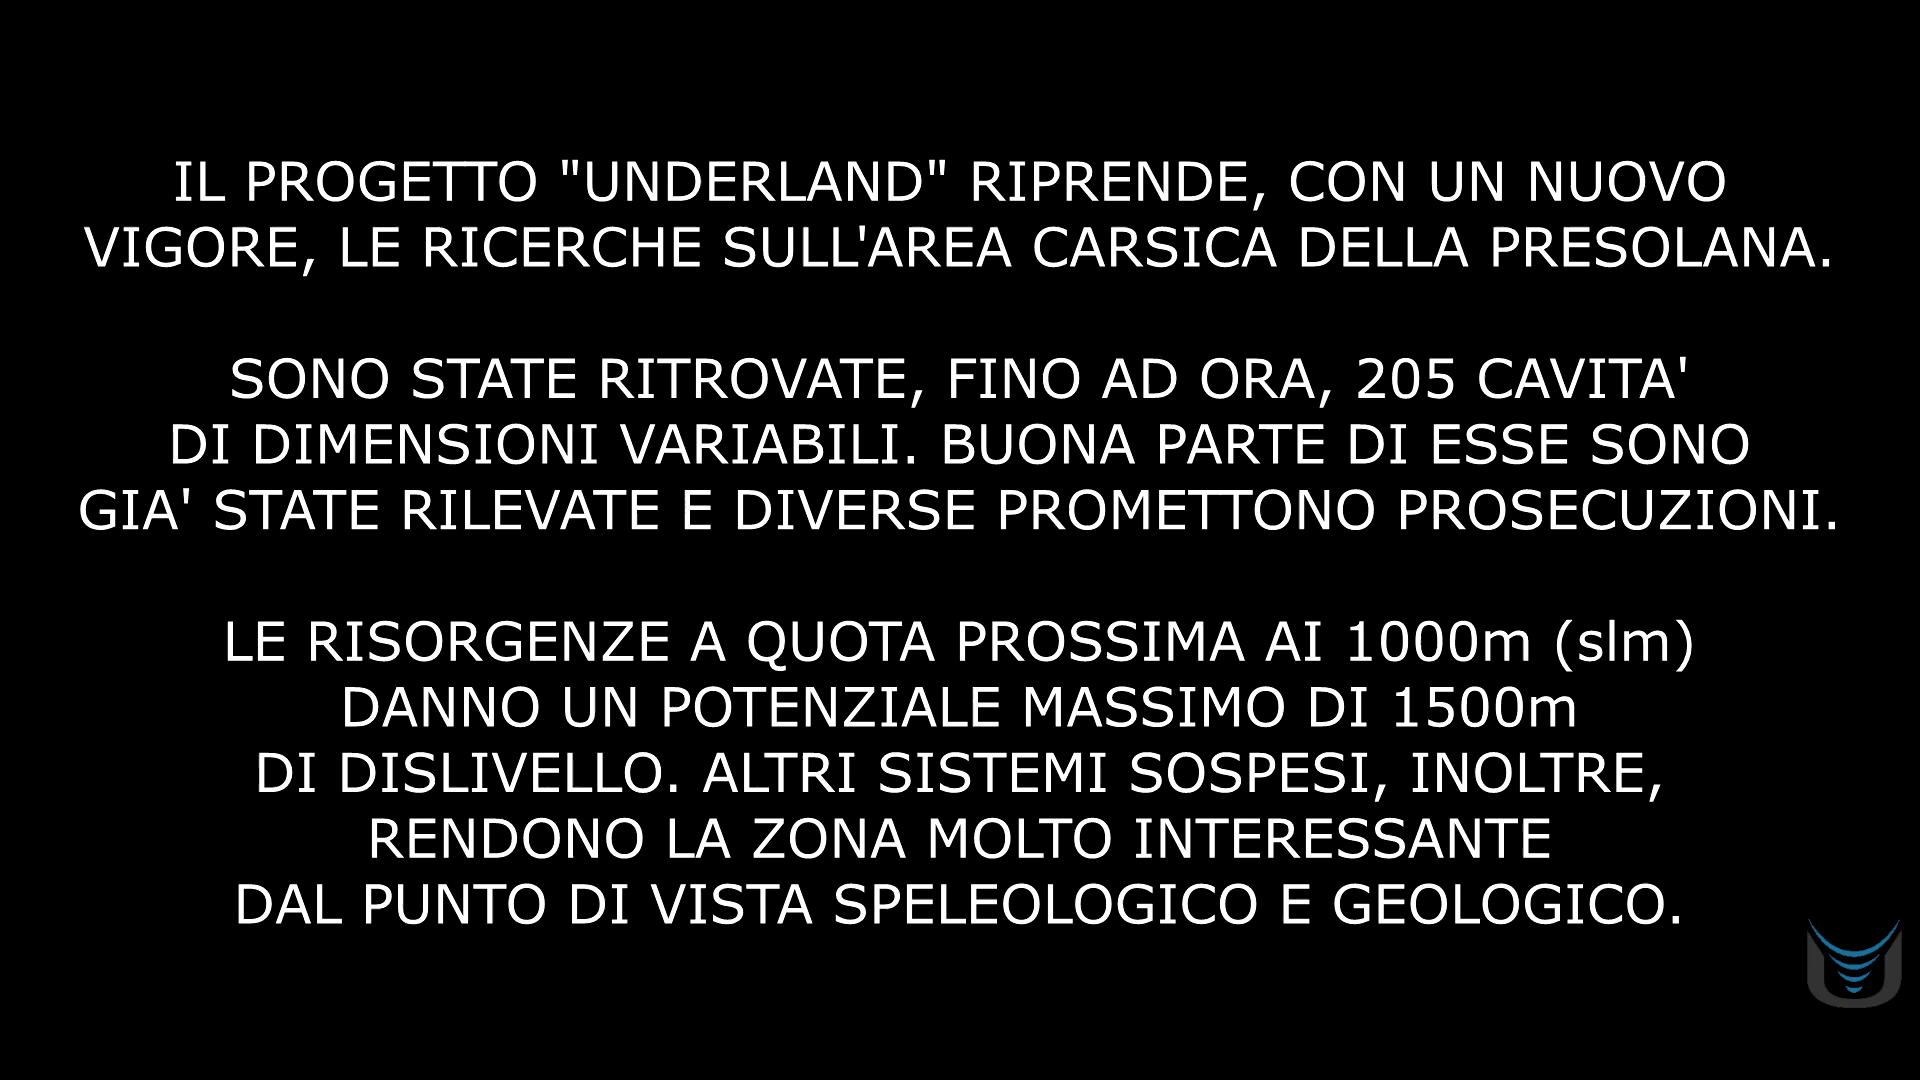 IL PROGETTO "UNDERLAND" RIPRENDE, CON UN NUOVO
VIGORE, LE RICERCHE SULL'AREA CARSICA DELLA PRESOLANA.
SONO STATE RITROVATE, FINO AD ORA, 205 CAVITA'
DI DIMENSIONI VARIABILI. BUONA PARTE DI ESSE SONO
GIA' STATE RILEVATE E DIVERSE PROMETTONO PROSECUZIONI.
LE RISORGENZE A QUOTA PROSSIMA AI 1000m (slm)
DANNO UN POTENZIALE MASSIMO DI 1500m
DI DISLIVELLO. ALTRI SISTEMI SOSPESI, INOLTRE,
RENDONO LA ZONA MOLTO INTERESSANTE
DAL PUNTO DI VISTA SPELEOLOGICO E GEOLOGICO.